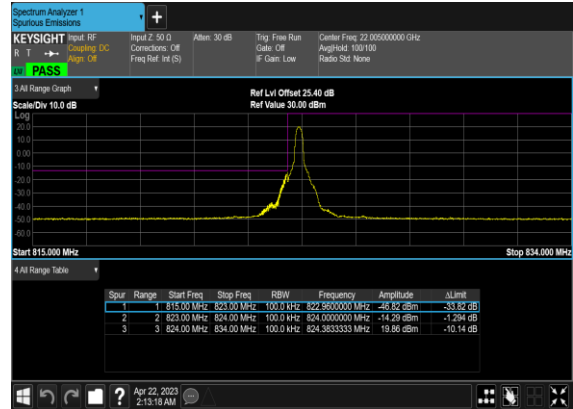 Spectrum Analyzer 1
Spurious Emissions
+
KEYSIGHT Input: RF Input Z: 50 Ω Atten: 30 dB Trig: Free Run Center Freq: 22.005000000 GHz
R T Coupling: DC Corrections: Off Gate: Off Avg|Hold: 100/100
Align: Off Freq Ref: Int (S) IF Gain: Low Radio Std: None
PASS
3 All Range Graph
Ref Lvl Offset 25.40 dB
Scale/Div 10.0 dB Ref Value 30.00 dBm
Log
20.0
10.0
0.00
-10.0
-20.0
-30.0
-40.0
-50.0
-60.0
Start 815.000 MHz Stop 834.000 MHz
4 All Range Table
Spur Range Start Freq Stop Freq RBW Frequency Amplitude ΔLimit
1 1 815.00 MHz 823.00 MHz 100.0 kHz 822.9600000 MHz -46.82 dBm -33.82 dB
2 2 823.00 MHz 824.00 MHz 100.0 kHz 824.0000000 MHz -14.29 dBm -1.294 dB
3 3 824.00 MHz 834.00 MHz 100.0 kHz 824.3833333 MHz 19.86 dBm -10.14 dB
? Apr 22, 2023
2:13:18 AM